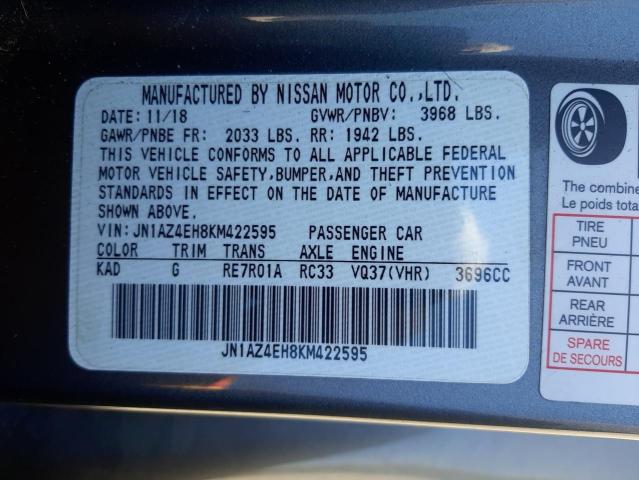 MANUFACTURED BY NISSAN MOTOR CO.,LTD.
DATE: 11/18 GVWR/PNBV: 3968 LBS.
GAWR/PNBE FR: 2033 LBS. RR: 1942 LBS.
THIS VEHICLE CONFORMS TO ALL APPLICABLE FEDERAL
MOTOR VEHICLE SAFETY,BUMPER,AND THEFT PREVENTION
STANDARDS IN EFFECT ON THE DATE OF MANUFACTURE
SHOWN ABOVE.
VIN:JN1AZ4EH8KM422595 PASSENGER CAR
COLOR TRIM TRANS AXLE ENGINE
KAD G RE7R01A RC33 VQ37(VHR) 3696CC
JN1AZ4EH8KM422595
The combine
Le poids tota
TIRE
PNEU
FRONT
AVANT
REAR
ARRIÈRE
SPARE
DE SECOURS